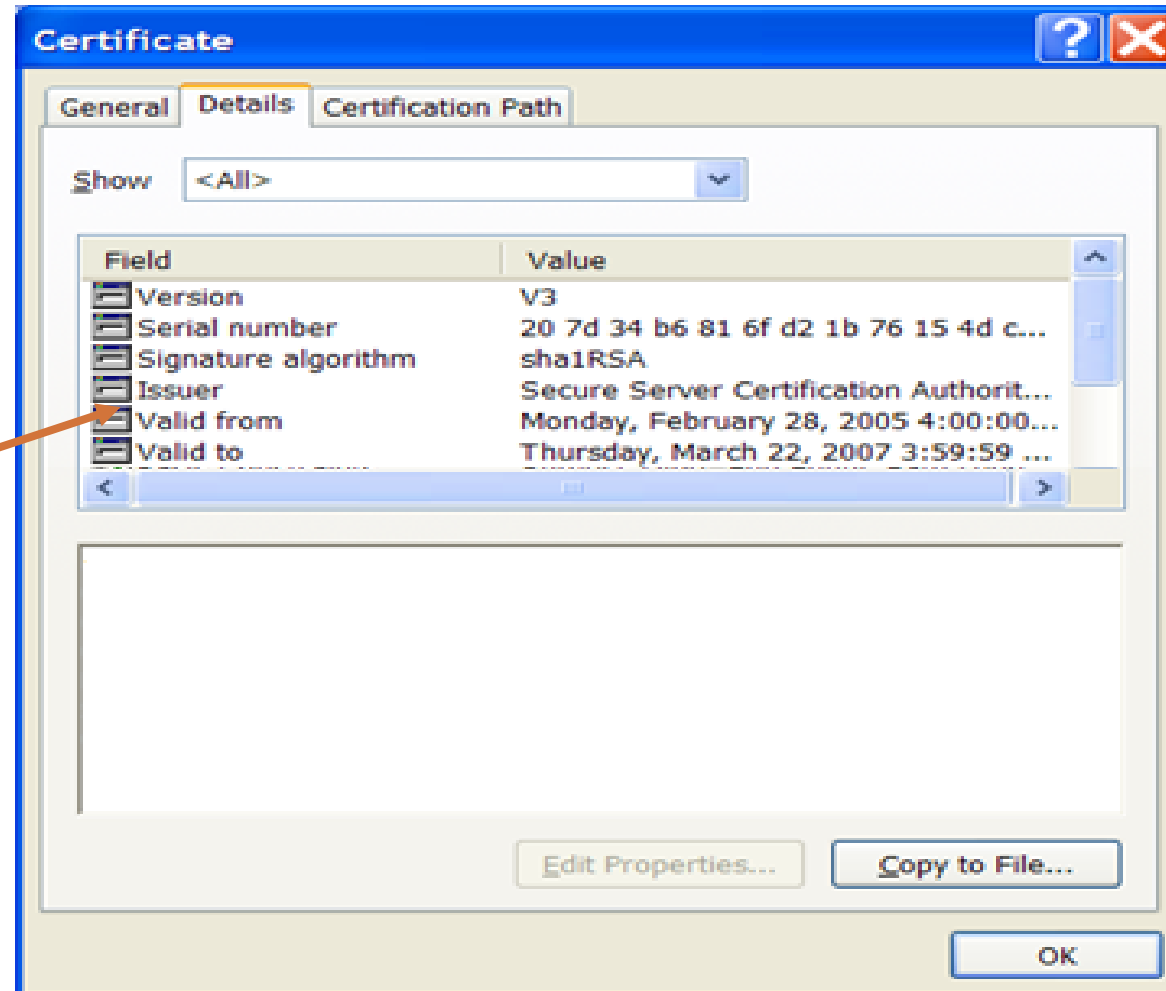 Certificate
General Details Certification Path
Show <All>
Field Value
Version V3
Serial number 20 7d 34 b6 81 6f d2 1b 76 15 4d c...
Signature algorithm sha1RSA
Issuer Secure Server Certification Authorit...
Valid from Monday, February 28, 2005 4:00:00...
Valid to Thursday, March 22, 2007 3:59:59 ...
Edit Properties... Copy to File...
OK